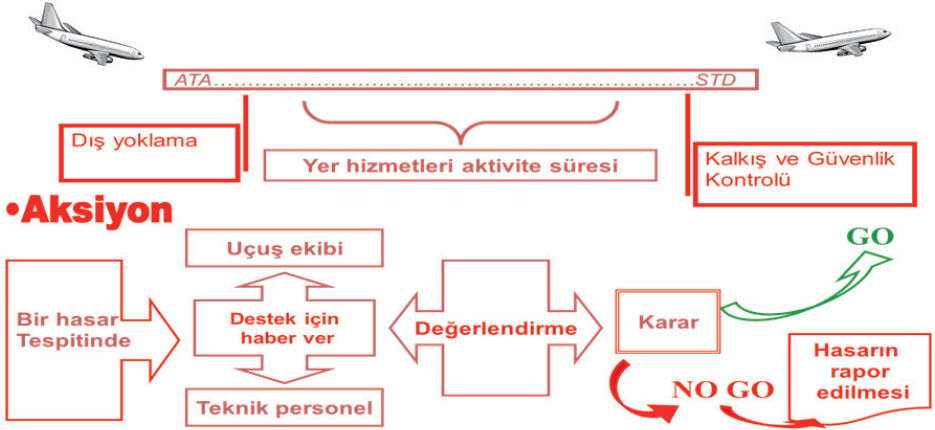 ATA……………………………………………………………STD
Dış yoklama
Yer hizmetleri aktivite süresi
Kalkış ve Güvenlik
Kontrolü
•Aksiyon
Bir hasar
Tespitinde
Uçuş ekibi
Destek için
haber ver
Teknik personel
Değerlendirme
Karar
GO
NO GO
Hasarın
rapor
edilmesi